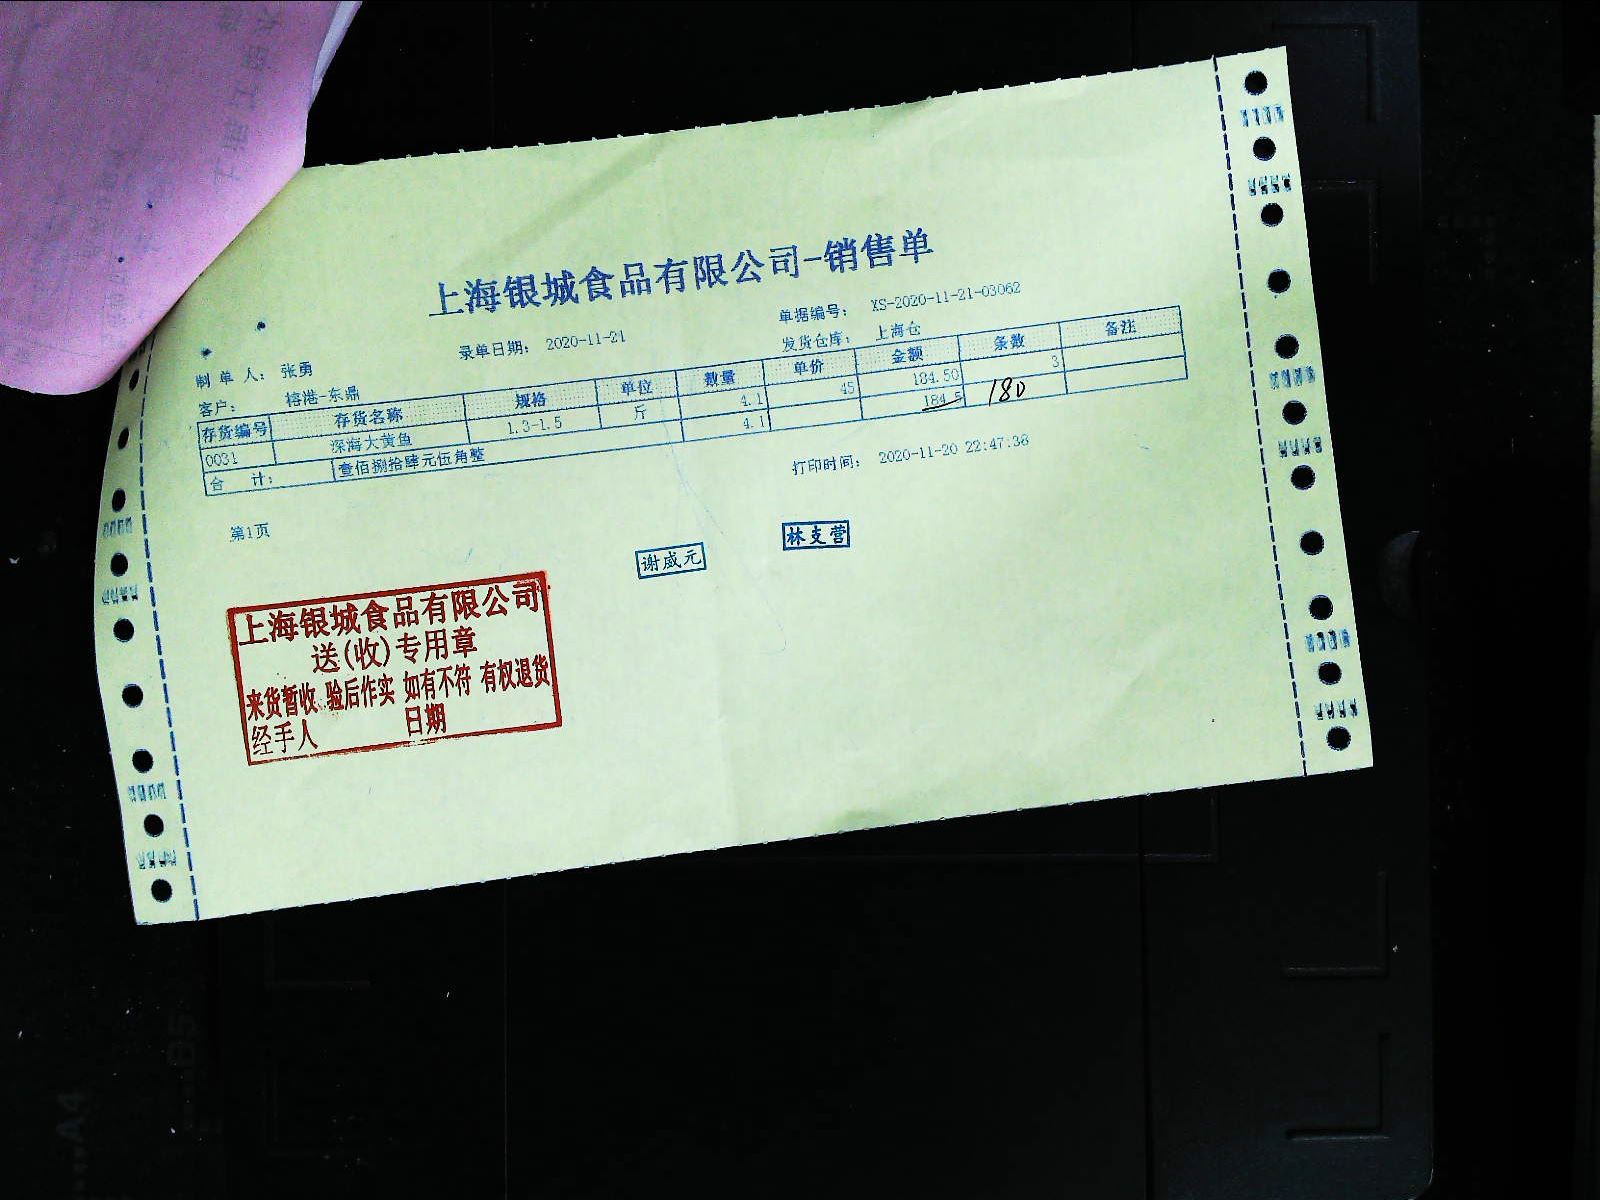 上海银城食品有限公司-销售单
单据编号： XS-2020-11-21-03062
录单日期： 2020-11-21
发货仓库： 上海仓
制 单 人： 张勇
客户： 榕港-东鼎
存货编号 存货名称 规格 单位 数量 单价 金额 条数 备注
0031 深海大黄鱼 1.3-1.5 斤 4.1 45 184.50 3
合 计： 壹佰捌拾肆元伍角整 4.1 184.5 180
打印时间： 2020-11-20 22:47:38
第1页
谢威元
林支营
上海银城食品有限公司
送(收)专用章
来货暂收 验后作实 如有不符 有权退货
经手人 日期
A4
B5